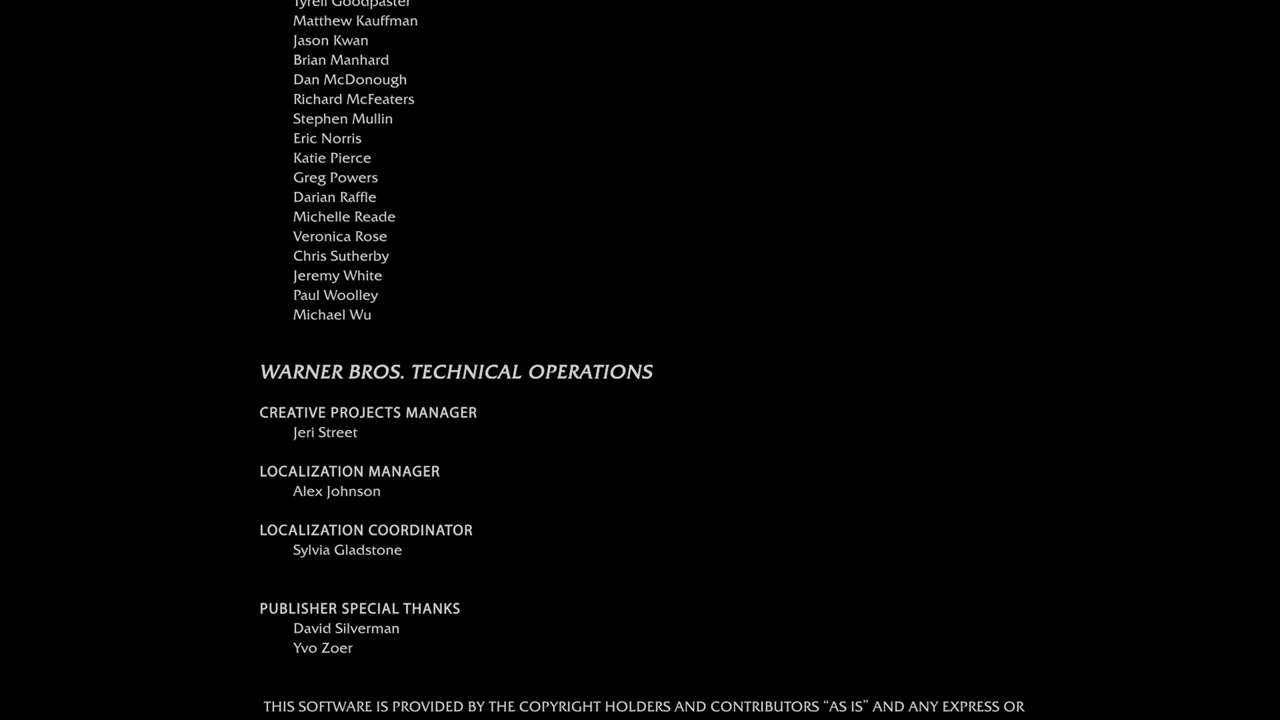 Tyrell Goodpaster
Matthew Kauffman
Jason Kwan
Brian Manhard
Dan McDonough
Richard McFeaters
Stephen Mullin
Eric Norris
Katie Pierce
Greg Powers
Darian Raffle
Michelle Reade
Veronica Rose
Chris Sutherby
Jeremy White
Paul Woolley
Michael Wu
WARNER BROS. TECHNICAL OPERATIONS
CREATIVE PROJECTS MANAGER
Jeri Street
LOCALIZATION MANAGER
Alex Johnson
LOCALIZATION COORDINATOR
Sylvia Gladstone
PUBLISHER SPECIAL THANKS
David Silverman
Yvo Zoer
THIS SOFTWARE IS PROVIDED BY THE COPYRIGHT HOLDERS AND CONTRIBUTORS “AS IS” AND ANY EXPRESS OR